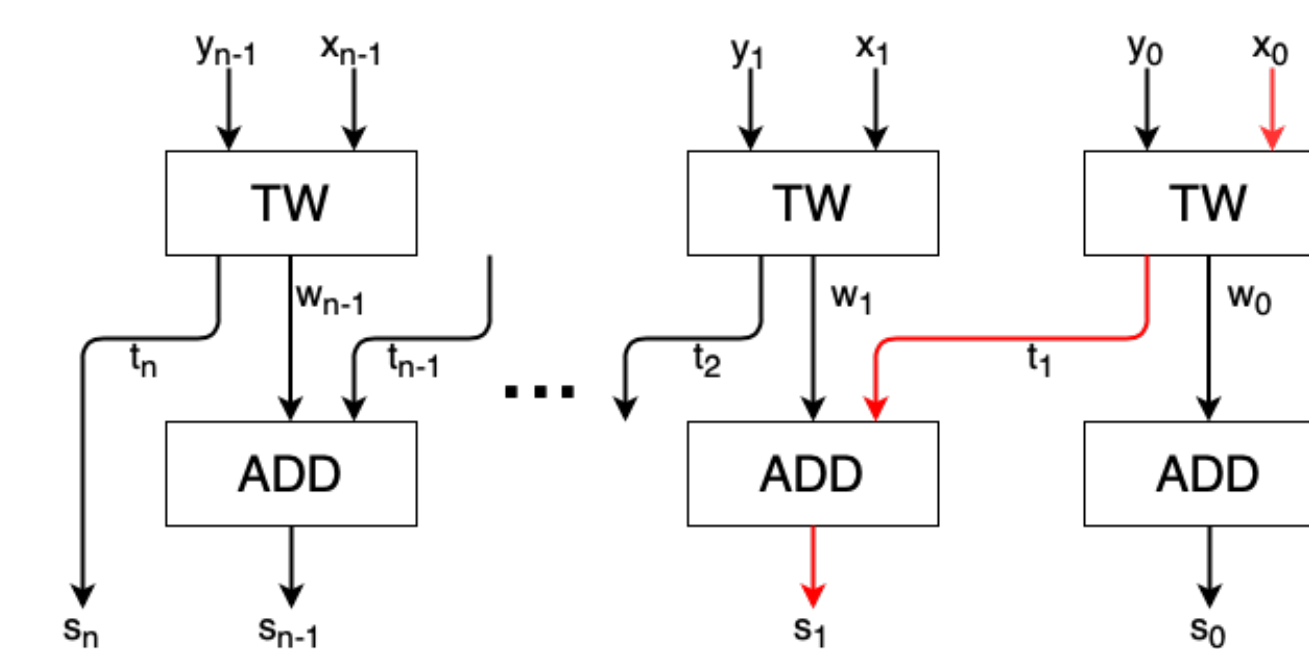 yn-1 xn-1 y1 x1 y0 x0
TW TW TW
wn-1 w1 w0
tn tn-1 t2 t1
...
ADD ADD ADD
sn sn-1 s1 s0